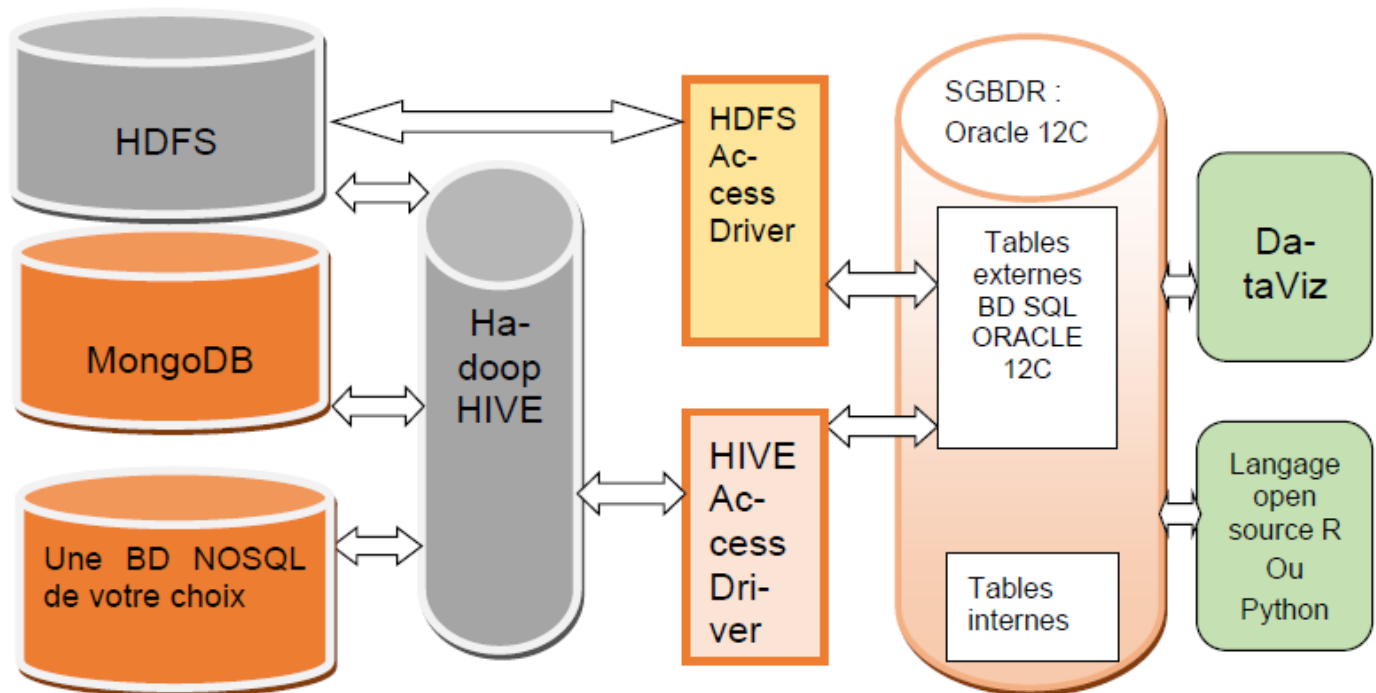 HDFS
MongoDB
Une BD NOSQL
de votre choix
Ha-
doop
HIVE
HDFS
Ac-
cess
Driver
HIVE
Ac-
cess
Dri-
ver
SGBDR :
Oracle 12C
Tables
externes
BD SQL
ORACLE
12C
Tables
internes
Da-
taViz
Langage
open
source R
Ou
Python